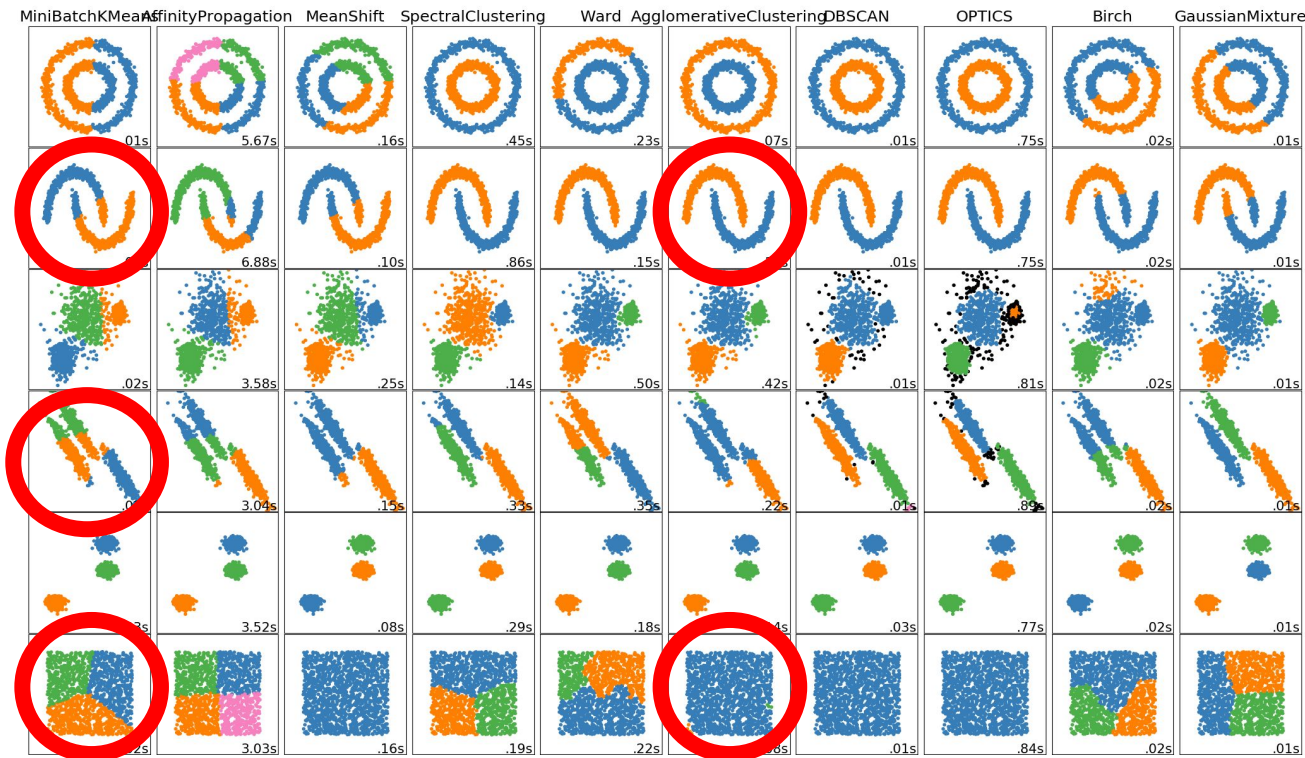 MiniBatchKMeans AffinityPropagation MeanShift SpectralClustering Ward AgglomerativeClustering DBSCAN OPTICS Birch GaussianMixture
.01s 5.67s .16s .45s .23s .07s .01s .75s .02s .01s
6.88s .10s .86s .15s .01s .75s .02s .01s
.02s 3.58s .25s .14s .50s .42s .01s .81s .02s .01s
3.04s .15s .33s .35s .22s .01s .89s .02s .01s
3.52s .08s .29s .18s .03s .77s .02s .01s
3.03s .16s .19s .22s .01s .84s .02s .01s